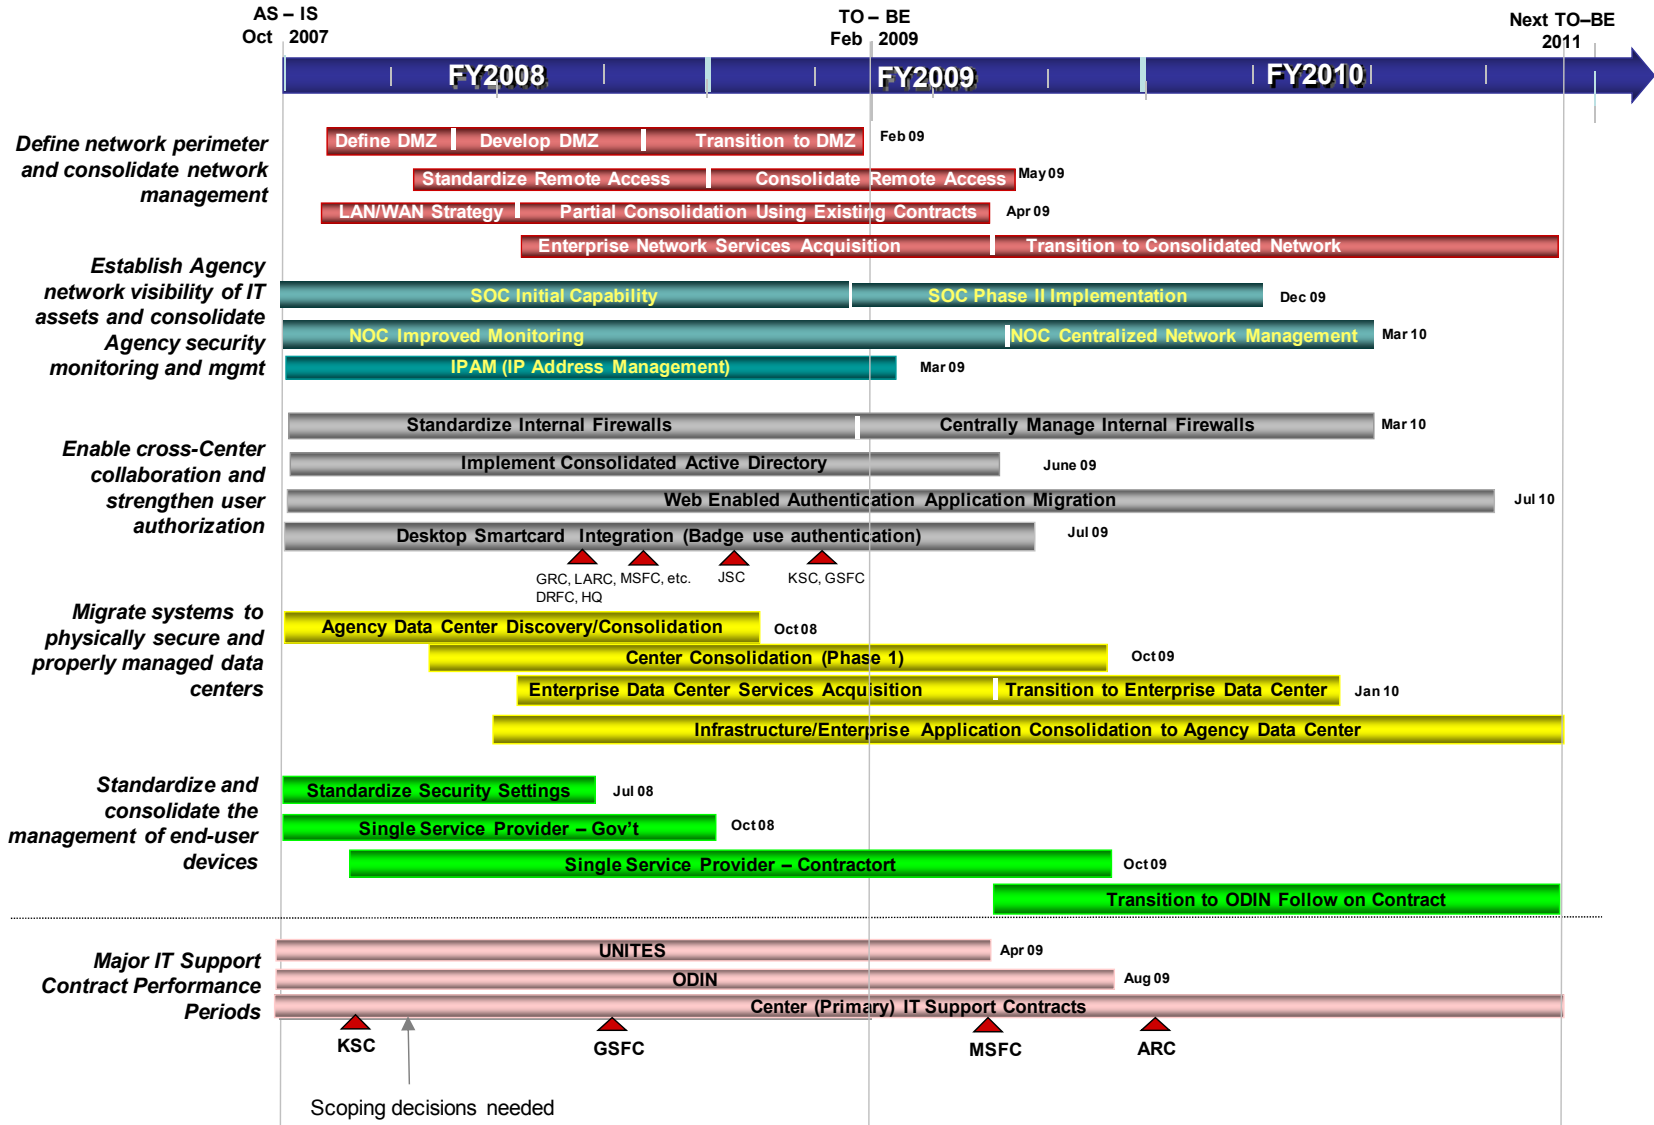 AS – IS
Oct 2007
TO – BE
Feb 2009
Next TO–BE
2011
FY2008
FY2009
FY2010
Define network perimeter
and consolidate network
management
Define DMZ
Develop DMZ
Transition to DMZ
Feb 09
Standardize Remote Access
Consolidate Remote Access
May 09
LAN/WAN Strategy
Partial Consolidation Using Existing Contracts
Apr 09
Enterprise Network Services Acquisition
Transition to Consolidated Network
Establish Agency
network visibility of IT
assets and consolidate
Agency security
monitoring and mgmt
SOC Initial Capability
SOC Phase II Implementation
Dec 09
NOC Improved Monitoring
NOC Centralized Network Management
Mar 10
IPAM (IP Address Management)
Mar 09
Enable cross-Center
collaboration and
strengthen user
authorization
Standardize Internal Firewalls
Centrally Manage Internal Firewalls
Mar 10
Implement Consolidated Active Directory
June 09
Web Enabled Authentication Application Migration
Jul 10
Desktop Smartcard Integration (Badge use authentication)
Jul 09
GRC, LARC,
DRFC, HQ
MSFC, etc.
JSC
KSC, GSFC
Migrate systems to
physically secure and
properly managed data
centers
Agency Data Center Discovery/Consolidation
Oct 08
Center Consolidation (Phase 1)
Oct 09
Enterprise Data Center Services Acquisition
Transition to Enterprise Data Center
Jan 10
Infrastructure/Enterprise Application Consolidation to Agency Data Center
Standardize and
consolidate the
management of end-user
devices
Standardize Security Settings
Jul 08
Single Service Provider – Gov't
Oct 08
Single Service Provider – Contractort
Oct 09
Transition to ODIN Follow on Contract
Major IT Support
Contract Performance
Periods
UNITES
Apr 09
ODIN
Aug 09
Center (Primary) IT Support Contracts
KSC
GSFC
MSFC
ARC
Scoping decisions needed